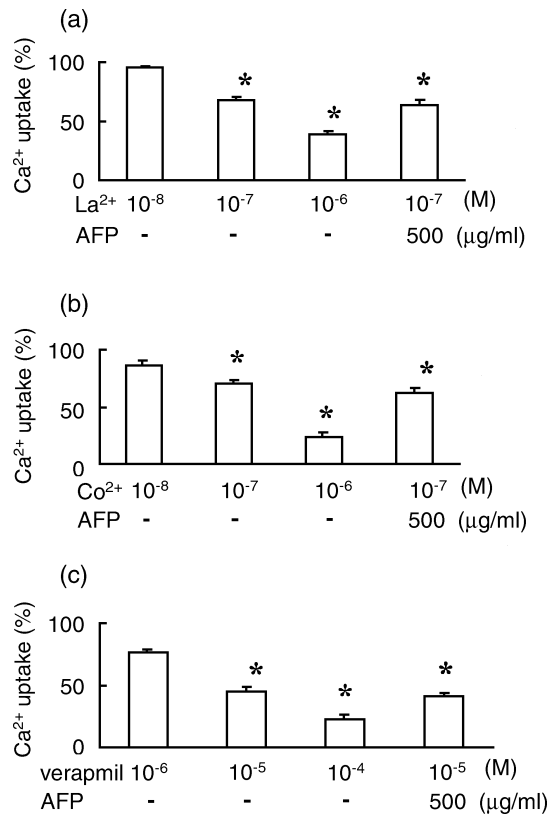 (a)
Ca²⁺ uptake (%)
100
*
*
*
50
0
La²⁺ 10⁻⁸ 10⁻⁷ 10⁻⁶ 10⁻⁷ (M)
AFP - - - 500 (μg/ml)
(b)
Ca²⁺ uptake (%)
100
*
*
*
50
0
Co²⁺ 10⁻⁸ 10⁻⁷ 10⁻⁶ 10⁻⁷ (M)
AFP - - - 500 (μg/ml)
(c)
Ca²⁺ uptake (%)
100
*
*
*
50
0
verapmil 10⁻⁶ 10⁻⁵ 10⁻⁴ 10⁻⁵ (M)
AFP - - - 500 (μg/ml)